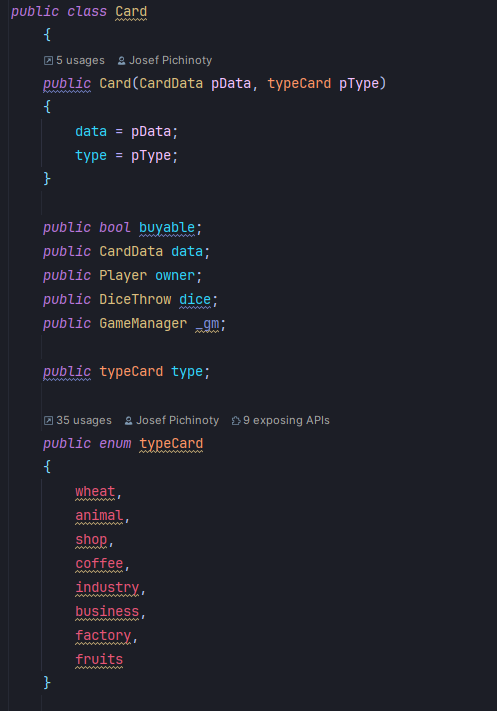 public class Card
{
5 usages Josef Pichinoty
public Card(CardData pData, typeCard pType)
{
data = pData;
type = pType;
}
public bool buyable;
public CardData data;
public Player owner;
public DiceThrow dice;
public GameManager _gm;
public typeCard type;
35 usages Josef Pichinoty 9 exposing APIs
public enum typeCard
{
wheat,
animal,
shop,
coffee,
industry,
business,
factory,
fruits
}